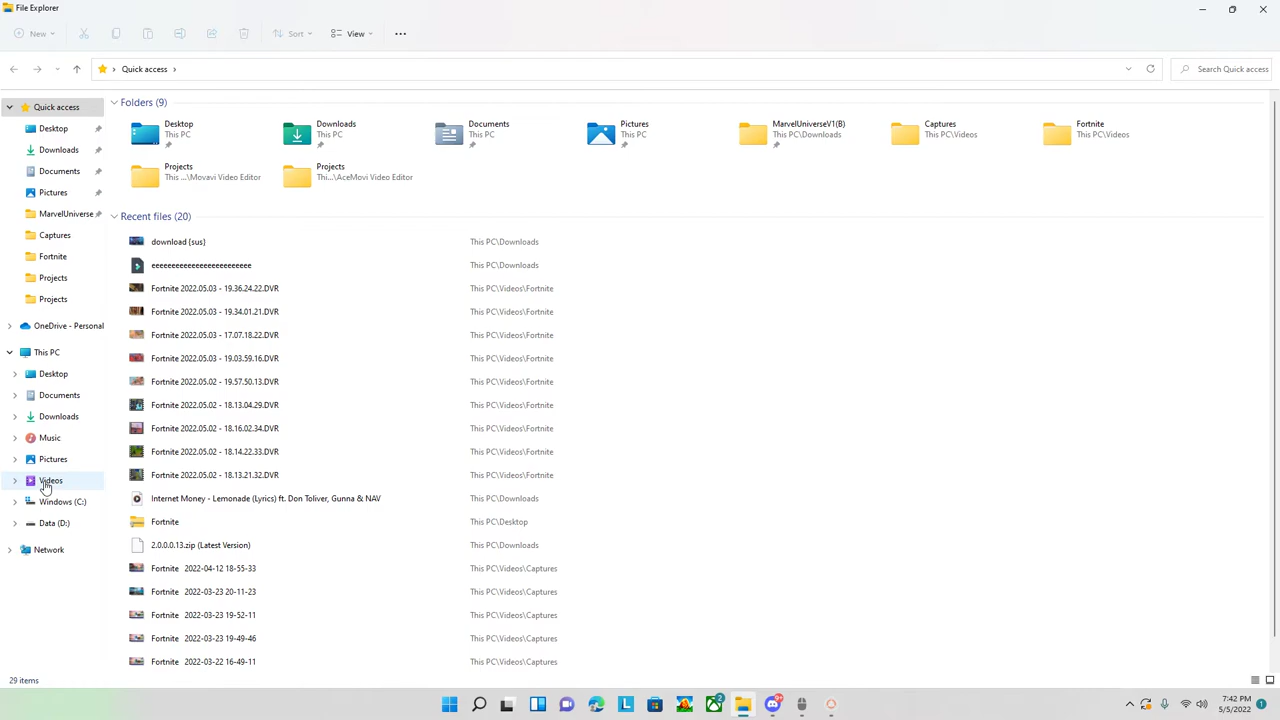 File Explorer
New
Sort
View
Quick access
Search Quick access
Quick access
Desktop
Downloads
Documents
Pictures
MarvelUniverse
Captures
Fortnite
Projects
Projects
OneDrive - Personal
This PC
Desktop
Documents
Downloads
Music
Pictures
Videos
Windows (C:)
Data (D:)
Network
Folders (9)
Desktop
This PC
Downloads
This PC
Documents
This PC
Pictures
This PC
MarvelUniverseV1(B)
This PC\Downloads
Captures
This PC\Videos
Fortnite
This PC\Videos
Projects
This ...\Movavi Video Editor
Projects
Thi...\AceMovi Video Editor
Recent files (20)
download (sus) This PC\Downloads
eeeeeeeeeeeeeeeeeeeeeeeee This PC\Downloads
Fortnite 2022.05.03 - 19.36.24.22.DVR This PC\Videos\Fortnite
Fortnite 2022.05.03 - 19.34.01.21.DVR This PC\Videos\Fortnite
Fortnite 2022.05.03 - 17.07.18.22.DVR This PC\Videos\Fortnite
Fortnite 2022.05.03 - 19.03.59.16.DVR This PC\Videos\Fortnite
Fortnite 2022.05.02 - 19.57.50.13.DVR This PC\Videos\Fortnite
Fortnite 2022.05.02 - 18.13.04.29.DVR This PC\Videos\Fortnite
Fortnite 2022.05.02 - 18.16.02.34.DVR This PC\Videos\Fortnite
Fortnite 2022.05.02 - 18.14.22.33.DVR This PC\Videos\Fortnite
Fortnite 2022.05.02 - 18.13.21.32.DVR This PC\Videos\Fortnite
Internet Money - Lemonade (Lyrics) ft. Don Toliver, Gunna & NAV This PC\Downloads
Fortnite This PC\Desktop
2.0.0.0.13.zip (Latest Version) This PC\Downloads
Fortnite 2022-04-12 18-55-33 This PC\Videos\Captures
Fortnite 2022-03-23 20-11-23 This PC\Videos\Captures
Fortnite 2022-03-23 19-52-11 This PC\Videos\Captures
Fortnite 2022-03-23 19-49-46 This PC\Videos\Captures
Fortnite 2022-03-22 16-49-11 This PC\Videos\Captures
29 items
L
2
9+
7:42 PM
5/5/2022
1